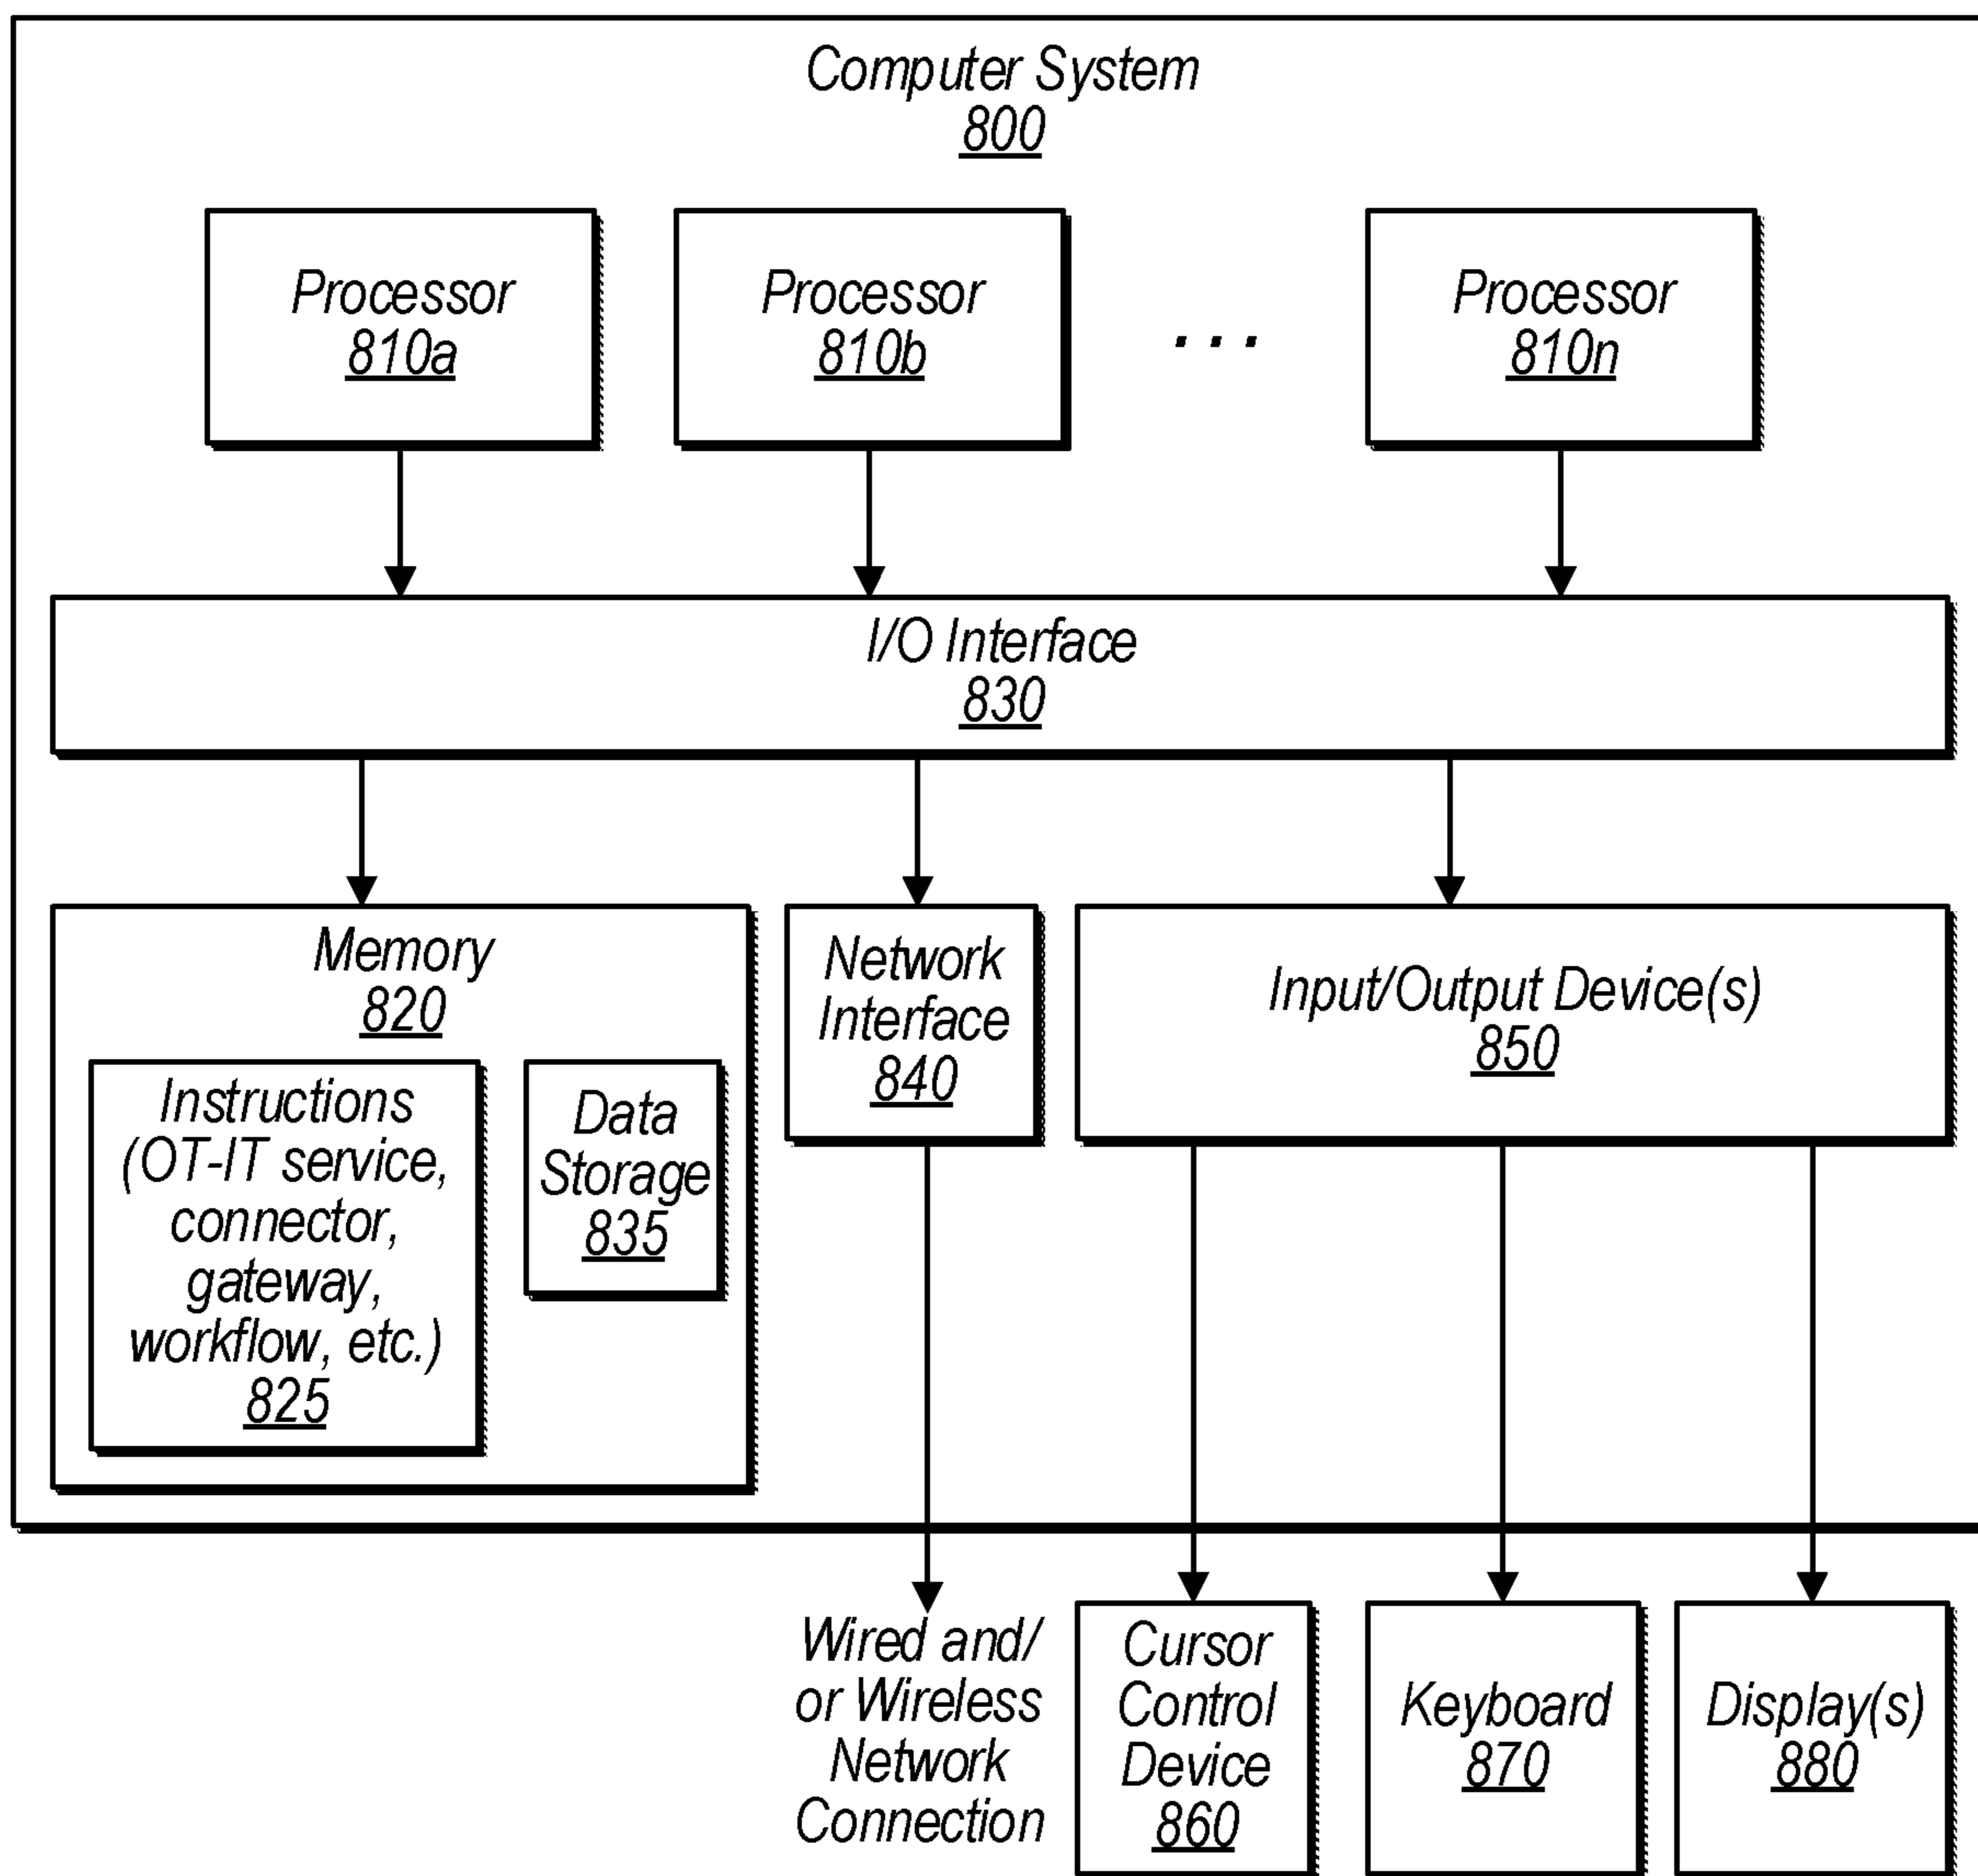 Computer System
800
Processor
810a
Processor
810b
. . .
Processor
810n
I/O Interface
830
Memory
820
Instructions
(OT-IT service,
connector,
gateway,
workflow, etc.)
825
Data
Storage
835
Network
Interface
840
Input/Output Device(s)
850
Wired and/
or Wireless
Network
Connection
Cursor
Control
Device
860
Keyboard
870
Display(s)
880